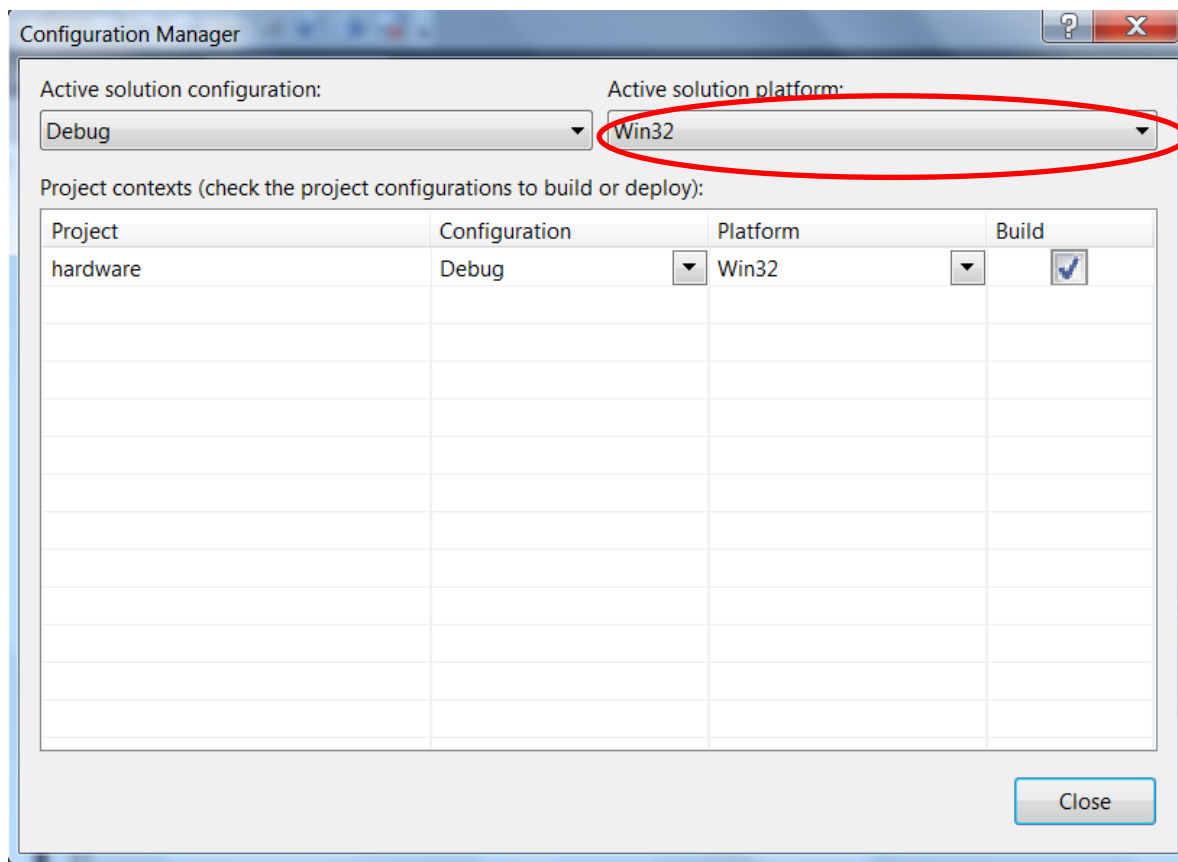 Configuration Manager
Active solution configuration: Active solution platform:
Debug Win32
Project contexts (check the project configurations to build or deploy):
Project Configuration Platform Build
hardware Debug Win32
Close